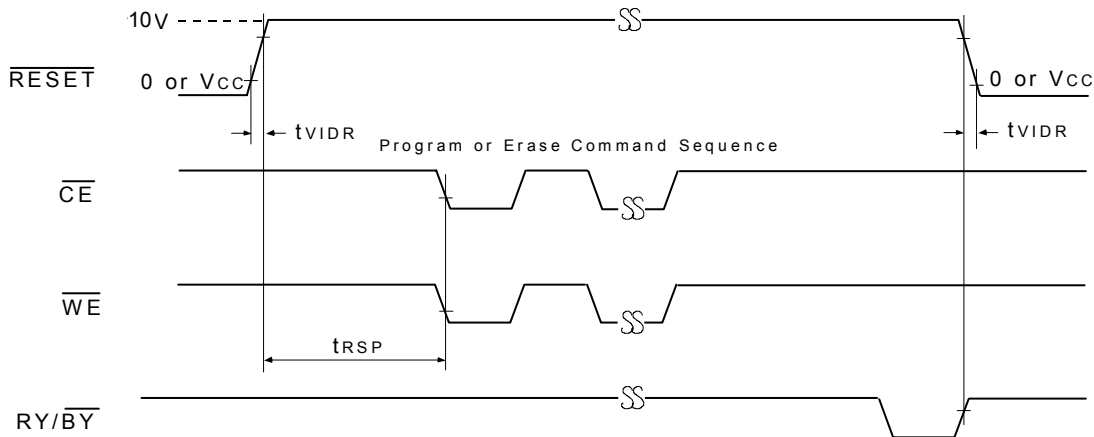 10V
RESET
0 or VCC
0 or VCC
tVIDR
tVIDR
Program or Erase Command Sequence
CE
WE
tRSP
RY/BY